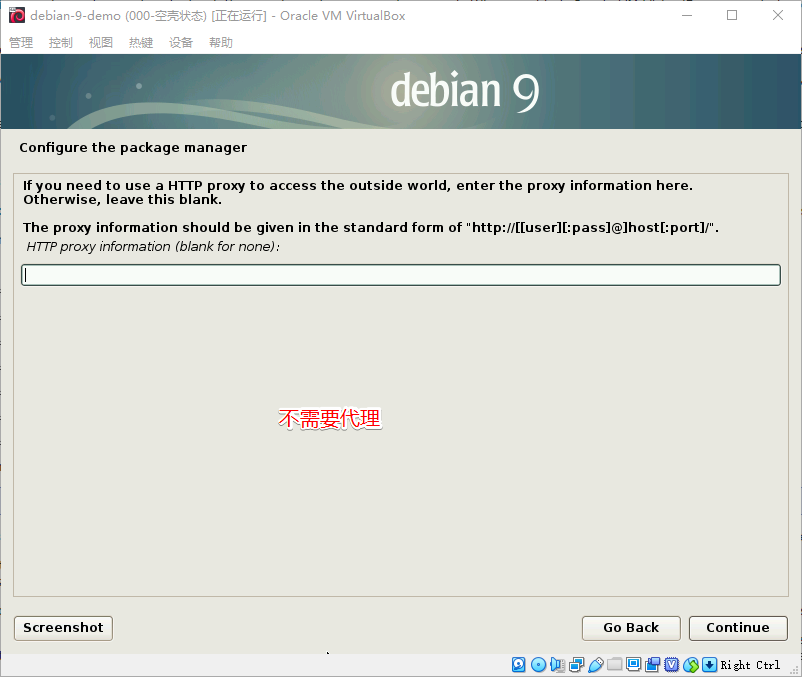 debian-9-demo (000-空壳状态) [正在运行] - Oracle VM VirtualBox
管理 控制 视图 热键 设备 帮助
debian 9
Configure the package manager
If you need to use a HTTP proxy to access the outside world, enter the proxy information here.
Otherwise, leave this blank.
The proxy information should be given in the standard form of "http://[[user][:pass]@]host[:port]/".
HTTP proxy information (blank for none):
不需要代理
Screenshot Go Back Continue
Right Ctrl